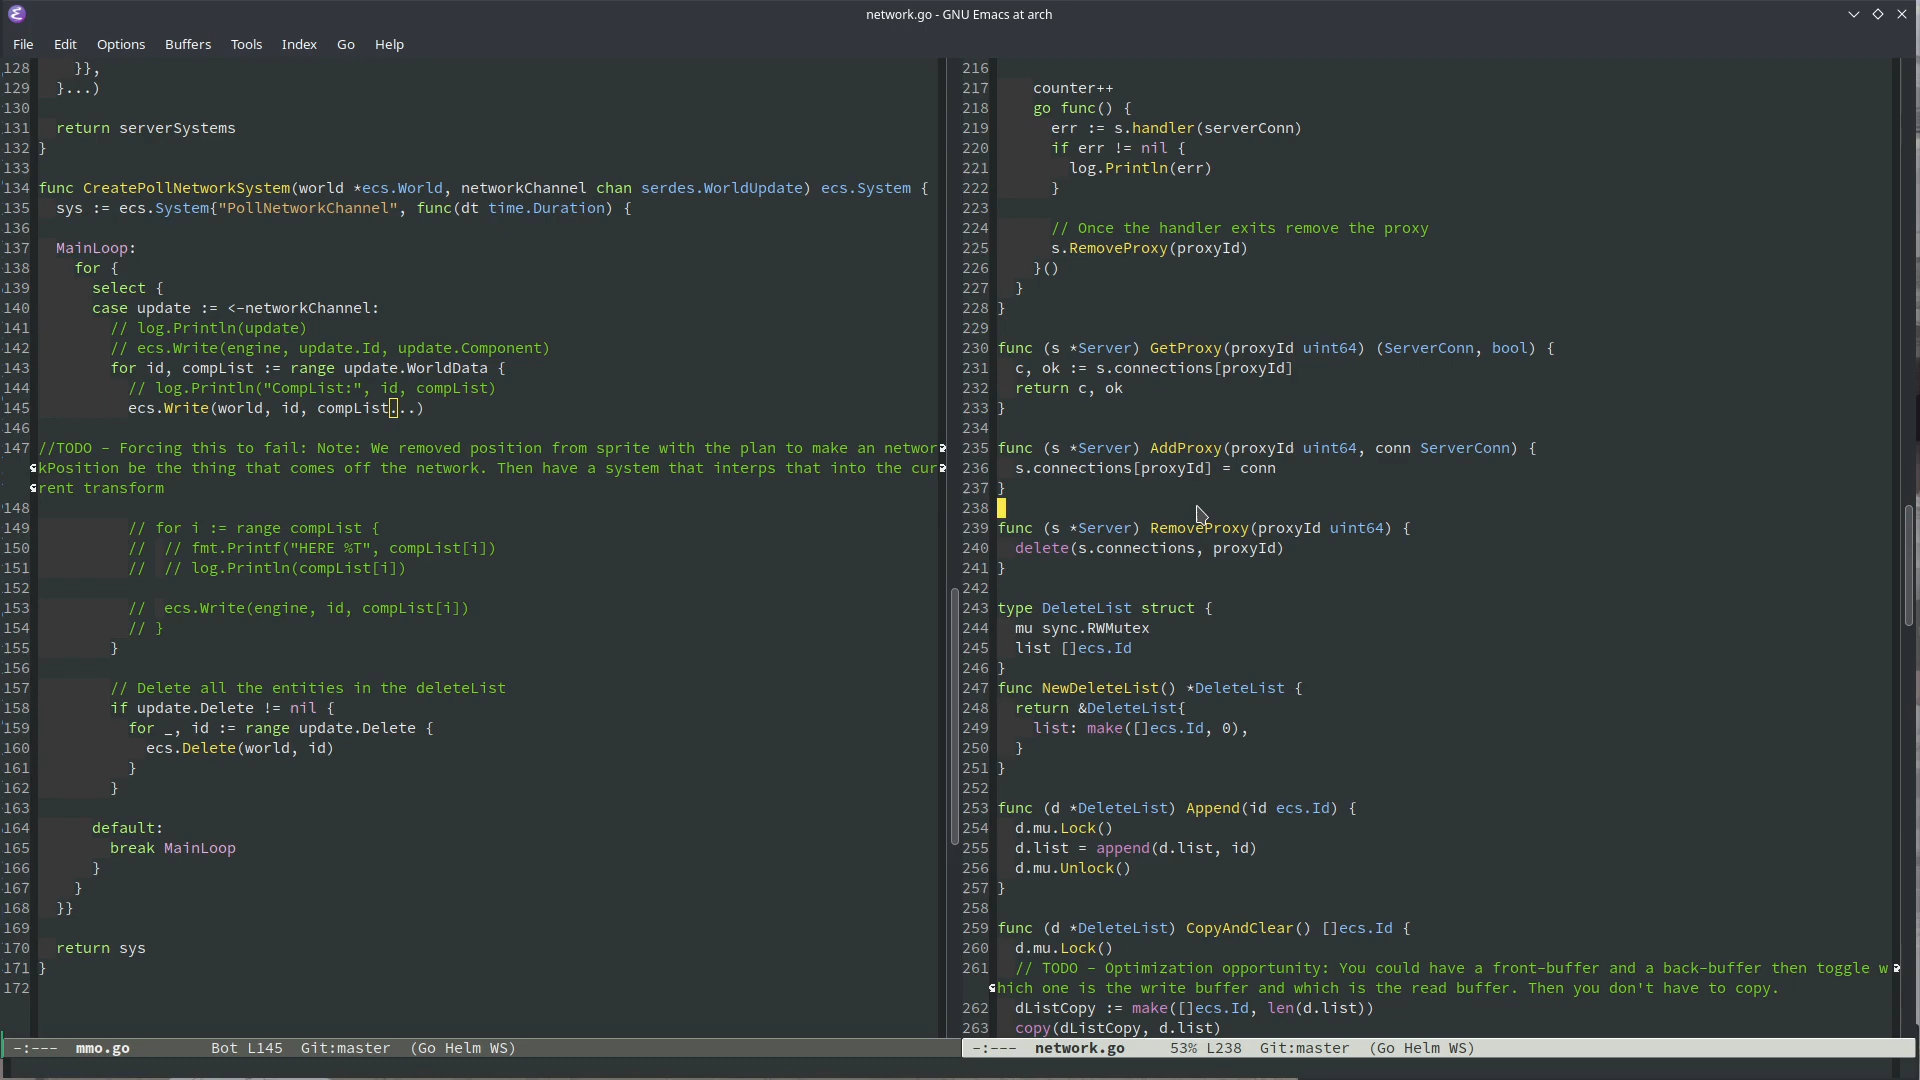 network.go - GNU Emacs at arch
File Edit Options Buffers Tools Index Go Help
128 }},
129 }...)
130
131 return serverSystems
132 }
133
134 func CreatePollNetworkSystem(world *ecs.World, networkChannel chan serdes.WorldUpdate) ecs.System {
135 sys := ecs.System{"PollNetworkChannel", func(dt time.Duration) {
136
137 MainLoop:
138 for {
139 select {
140 case update := <-networkChannel:
141 // log.Println(update)
142 // ecs.Write(engine, update.Id, update.Component)
143 for id, compList := range update.WorldData {
144 // log.Println("CompList:", id, compList)
145 ecs.Write(world, id, compList...)
146
147 //TODO - Forcing this to fail: Note: We removed position from sprite with the plan to make an networ
kPosition be the thing that comes off the network. Then have a system that interps that into the cur
rent transform
148
149 // for i := range compList {
150 // // fmt.Printf("HERE %T", compList[i])
151 // // log.Println(compList[i])
152
153 // ecs.Write(engine, id, compList[i])
154 // }
155 }
156
157 // Delete all the entities in the deleteList
158 if update.Delete != nil {
159 for _, id := range update.Delete {
160 ecs.Delete(world, id)
161 }
162 }
163
164 default:
165 break MainLoop
166 }
167 }
168 }}
169
170 return sys
171 }
172
-:--- mmo.go Bot L145 Git:master (Go Helm WS)
216
217 counter++
218 go func() {
219 err := s.handler(serverConn)
220 if err != nil {
221 log.Println(err)
222 }
223
224 // Once the handler exits remove the proxy
225 s.RemoveProxy(proxyId)
226 }()
227 }
228 }
229
230 func (s *Server) GetProxy(proxyId uint64) (ServerConn, bool) {
231 c, ok := s.connections[proxyId]
232 return c, ok
233 }
234
235 func (s *Server) AddProxy(proxyId uint64, conn ServerConn) {
236 s.connections[proxyId] = conn
237 }
238
239 func (s *Server) RemoveProxy(proxyId uint64) {
240 delete(s.connections, proxyId)
241 }
242
243 type DeleteList struct {
244 mu sync.RWMutex
245 list []ecs.Id
246 }
247 func NewDeleteList() *DeleteList {
248 return &DeleteList{
249 list: make([]ecs.Id, 0),
250 }
251 }
252
253 func (d *DeleteList) Append(id ecs.Id) {
254 d.mu.Lock()
255 d.list = append(d.list, id)
256 d.mu.Unlock()
257 }
258
259 func (d *DeleteList) CopyAndClear() []ecs.Id {
260 d.mu.Lock()
261 // TODO - Optimization opportunity: You could have a front-buffer and a back-buffer then toggle w
hich one is the write buffer and which is the read buffer. Then you don't have to copy.
262 dListCopy := make([]ecs.Id, len(d.list))
263 copy(dListCopy, d.list)
-:--- network.go 53% L238 Git:master (Go Helm WS)